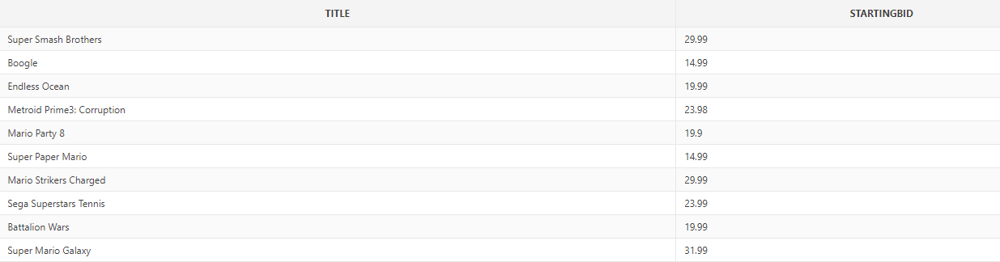 TITLE STARTINGBID
Super Smash Brothers 29.99
Boogle 14.99
Endless Ocean 19.99
Metroid Prime3: Corruption 23.98
Mario Party 8 19.9
Super Paper Mario 14.99
Mario Strikers Charged 29.99
Sega Superstars Tennis 23.99
Battalion Wars 19.99
Super Mario Galaxy 31.99